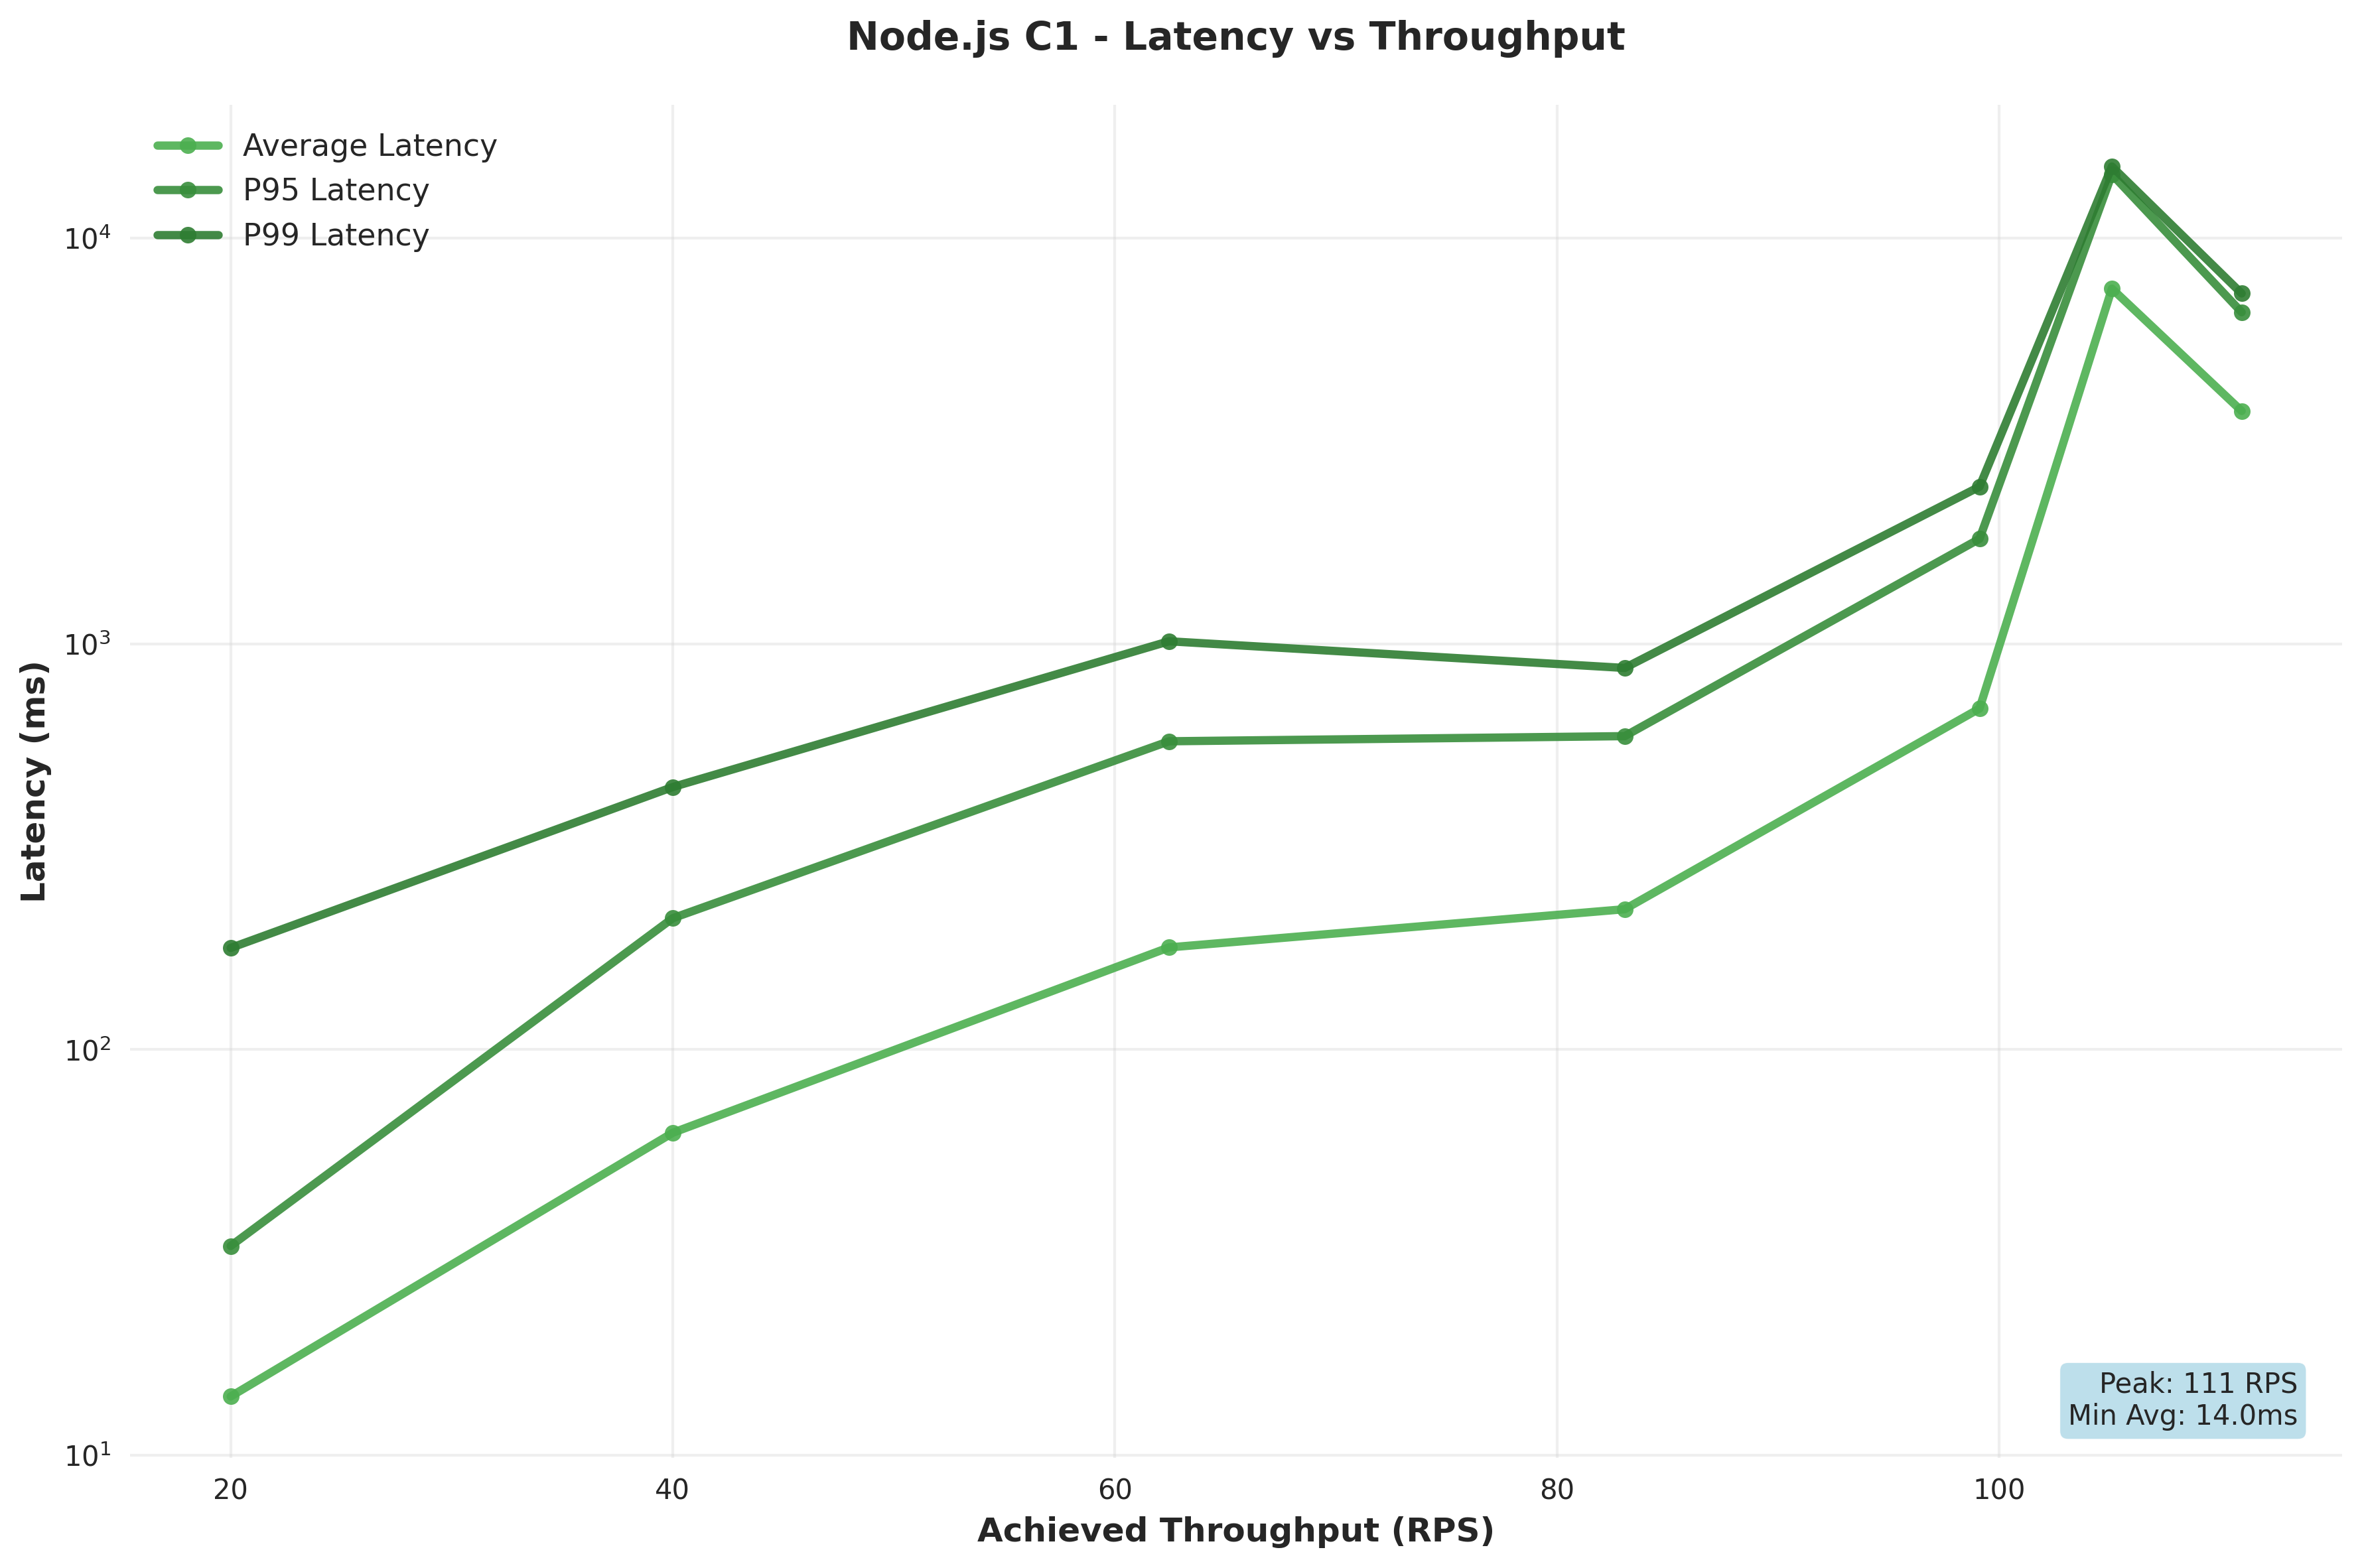 Node.js C1 - Latency vs Throughput
Average Latency
P95 Latency
P99 Latency
10⁴
10³
10²
10¹
Latency (ms)
20
40
60
80
100
Achieved Throughput (RPS)
Peak: 111 RPS
Min Avg: 14.0ms